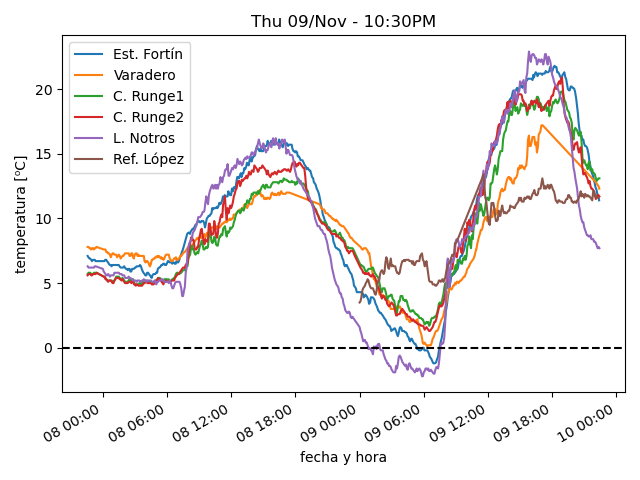 Thu 09/Nov - 10:30PM
Est. Fortín
Varadero
C. Runge1
C. Runge2
L. Notros
Ref. López
temperatura [ºC]
20
15
10
5
0
08 00:00
08 06:00
08 12:00
08 18:00
09 00:00
09 06:00
09 12:00
09 18:00
10 00:00
fecha y hora